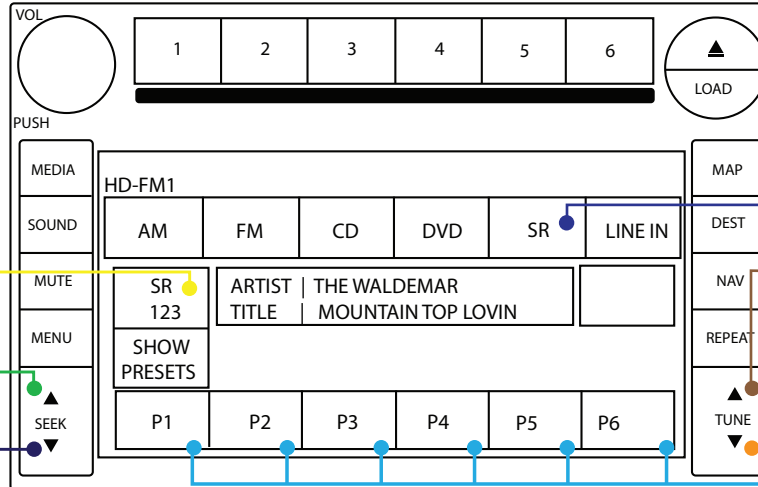 VOL
1 2 3 4 5 6
LOAD
PUSH
MEDIA
MAP
HD-FM1
SOUND
AM FM CD DVD SR LINE IN
DEST
MUTE
SR
123
ARTIST | THE WALDEMAR
TITLE | MOUNTAIN TOP LOVIN
NAV
MENU
SHOW
PRESETS
REPEAT
SEEK
P1 P2 P3 P4 P5 P6
TUNE